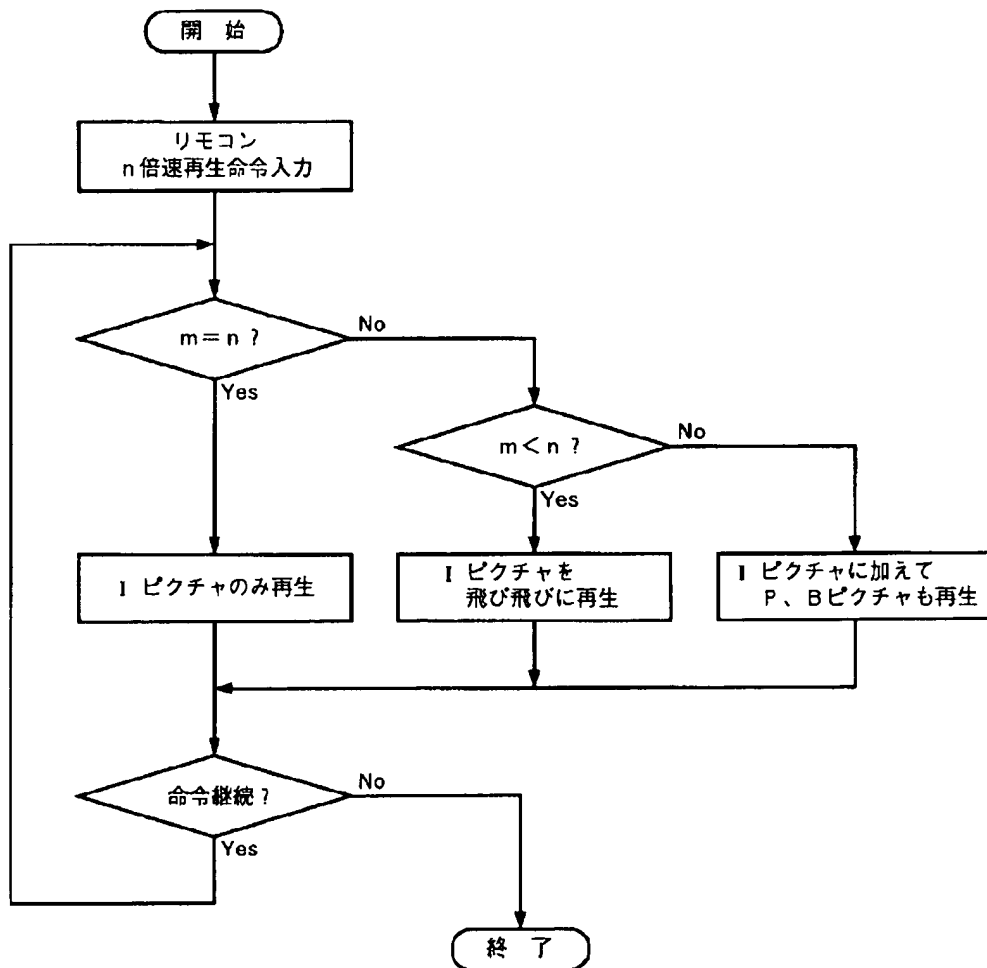 開 始
リモコン
n倍速再生命令入力
m=n ?
No
Yes
m<n ?
No
Yes
I ピクチャのみ再生
I ピクチャを
飛び飛びに再生
I ピクチャに加えて
P、Bピクチャも再生
命令継続?
No
Yes
終 了